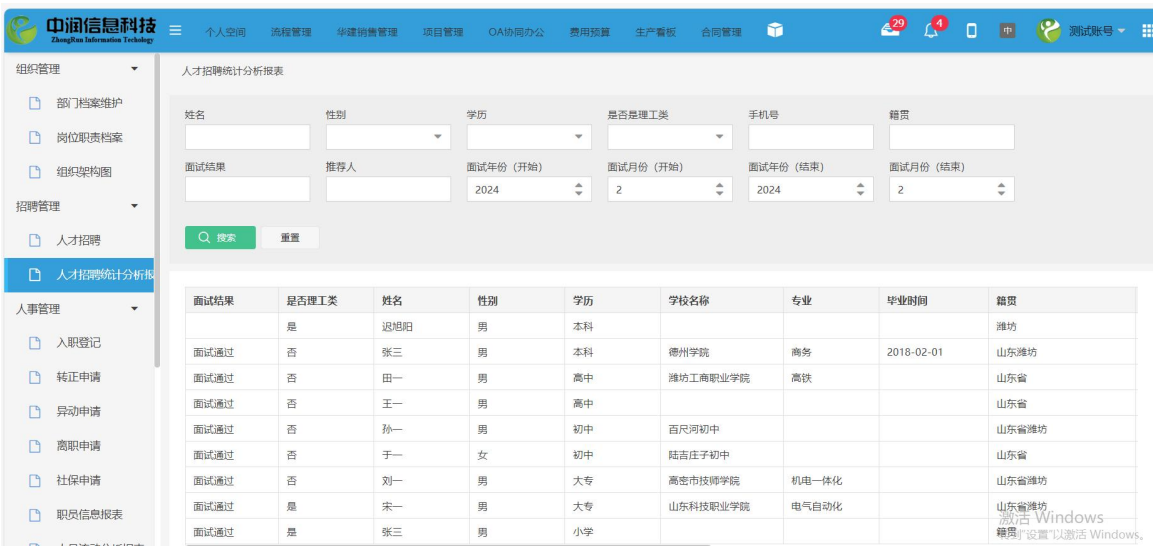 中润信息科技
ZhongRun Information Techology
个人空间 流程管理 华建销售管理 项目管理 OA协同办公 费用预算 生产看板 合同管理 29 4 中 测试账号
组织管理
部门档案维护
岗位职责档案
组织架构图
招聘管理
人才招聘
人才招聘统计分析报
人事管理
入职登记
转正申请
异动申请
离职申请
社保申请
职员信息报表
人才招聘统计分析报表
姓名 性别 学历 是否是理工类 手机号 籍贯
面试结果 推荐人 面试年份（开始） 面试月份（开始） 面试年份（结束） 面试月份（结束）
2024 2 2024 2
搜索 重置
面试结果 是否理工类 姓名 性别 学历 学校名称 专业 毕业时间 籍贯
是 迟旭阳 男 本科 潍坊
面试通过 否 张三 男 本科 德州学院 商务 2018-02-01 山东潍坊
面试通过 否 田一 男 高中 潍坊工商职业学院 高铁 山东省
面试通过 否 王一 男 高中 山东省
面试通过 否 孙一 男 初中 百尺河初中 山东省潍坊
面试通过 否 于一 女 初中 陆吉庄子初中 山东省
面试通过 是 刘一 男 大专 高密市技师学院 机电一体化 山东省潍坊
面试通过 是 宋一 男 大专 山东科技职业学院 电气自动化 山东省潍坊
面试通过 是 张三 男 小学 籍贯
激活 Windows
转到"设置"以激活 Windows。